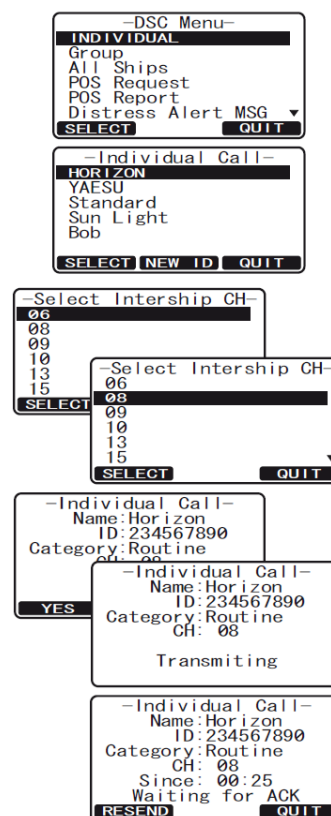 -DSC Menu-
INDIVIDUAL
Group
All Ships
POS Request
POS Report
Distress Alert MSG ▼
SELECT QUIT
-Individual Call-
HORIZON
YAESU
Standard
Sun Light
Bob
SELECT NEW ID QUIT
-Select Intership CH-
06
08
09
10
13
15
SELECT
-Select Intership CH-
06
08
09
10
13
15
SELECT QUIT
-Individual Call-
Name:Horizon
ID:234567890
Category:Routine
CH: 08
YES
-Individual Call-
Name:Horizon
ID:234567890
Category:Routine
CH: 08
Transmiting
-Individual Call-
Name:Horizon
ID:234567890
Category:Routine
CH: 08
Since: 00:25
Waiting for ACK
RESEND QUIT